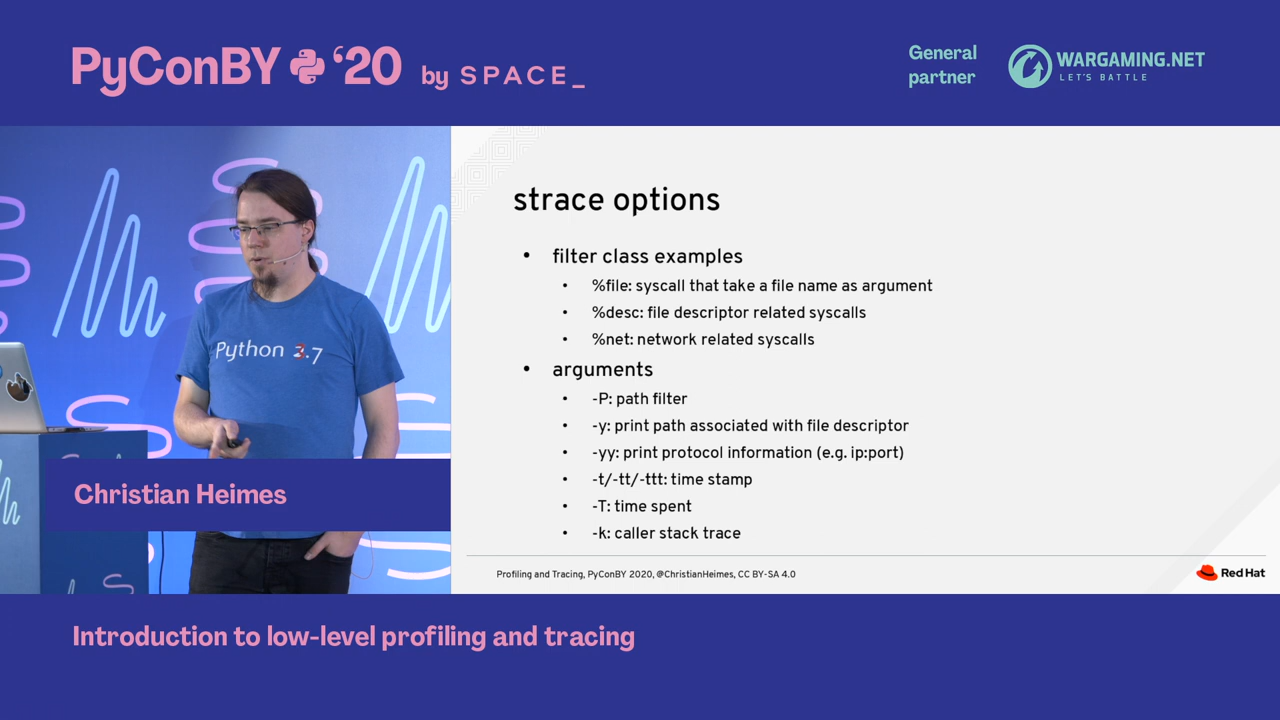 PyConBY '20 by SPACE_
General
partner
WARGAMING.NET
LET'S BATTLE
Python 3.7
Christian Heimes
strace options
• filter class examples
• %file: syscall that take a file name as argument
• %desc: file descriptor related syscalls
• %net: network related syscalls
• arguments
• -P: path filter
• -y: print path associated with file descriptor
• -yy: print protocol information (e.g. ip:port)
• -t/-tt/-ttt: time stamp
• -T: time spent
• -k: caller stack trace
Profiling and Tracing, PyConBY 2020, @ChristianHeimes, CC BY-SA 4.0
Red Hat
Introduction to low-level profiling and tracing